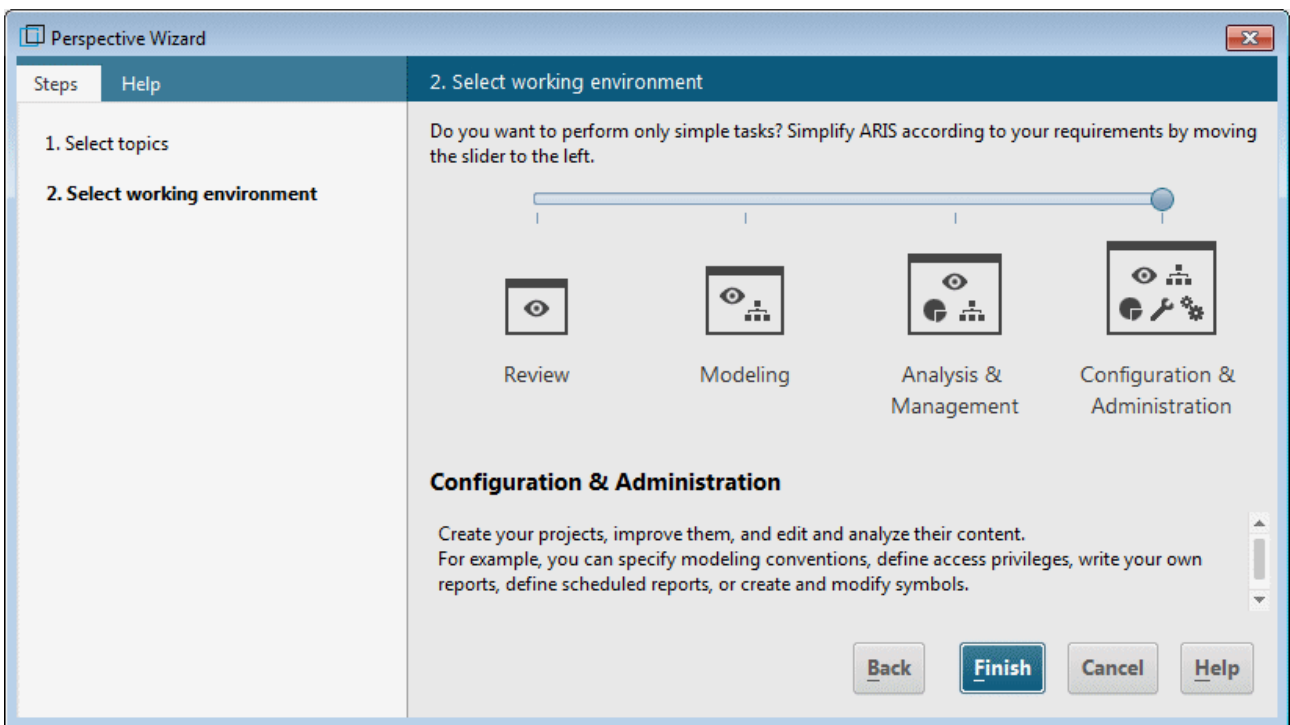 Perspective Wizard
Steps
Help
1. Select topics
2. Select working environment
2. Select working environment
Do you want to perform only simple tasks? Simplify ARIS according to your requirements by moving
the slider to the left.
Review
Modeling
Analysis &
Management
Configuration &
Administration
Configuration & Administration
Create your projects, improve them, and edit and analyze their content.
For example, you can specify modeling conventions, define access privileges, write your own
reports, define scheduled reports, or create and modify symbols.
Back
Finish
Cancel
Help